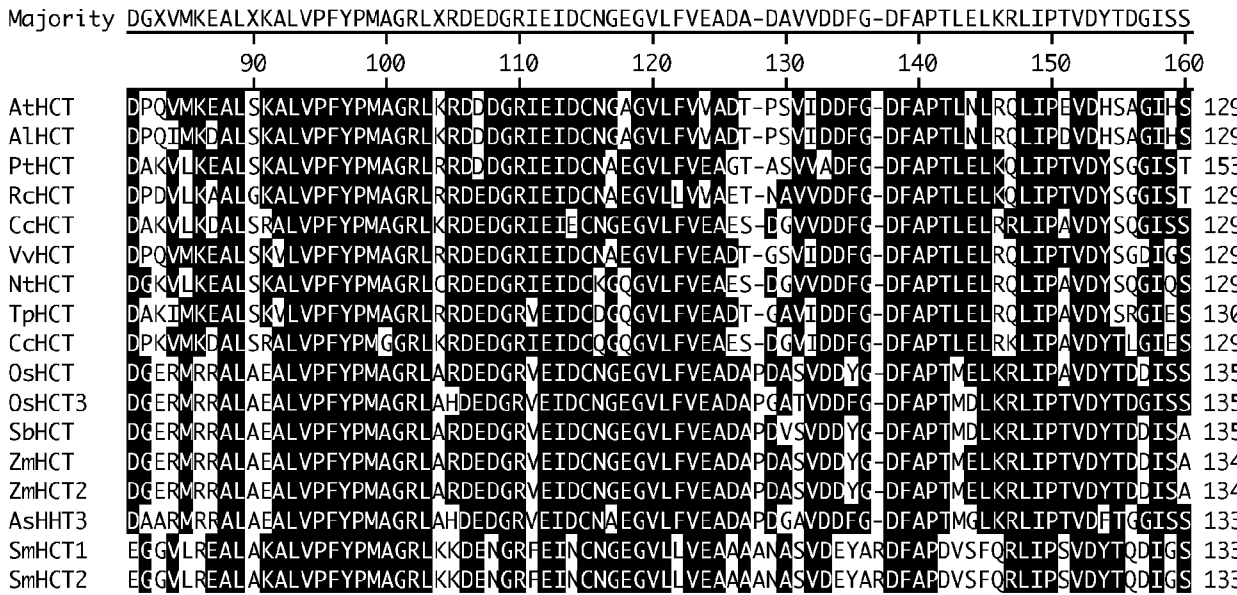 Majority DGXVMKEALXKALVPFYPMAGRLXRDEDGRIEIDCNGEGVLFVEADA-DAVVDDFG-DFAPTLELKRLIPTVDYTDGISS
90 100 110 120 130 140 150 160
AtHCT DPQVMKEALSKALVPFYPMAGRLKRDDDGRIEIDCNGAGVLFVVADT-PSVIDDFG-DFAPTLNLRQLIPEVDHSAGIHS 129
AlHCT DPQIMKDALSKALVPFYPMAGRLKRDDDGRIEIDCNGAGVLFVVADT-PSVIDDFG-DFAPTLNLRQLIPDVDHSAGIHS 129
PtHCT DAKVLKEALSKALVPFYPMAGRLRRDDDGRIEIDCNAEGVLFVEAGT-ASVVADFG-DFAPTLELKQLIPTVDYSGGIST 153
RcHCT DPDVLKAALGKALVPFYPMAGRLRRDEDGRIEIDCNAEGVLLVVAET-NAVVDDFG-DFAPTLELKQLIPTVDYSGGIST 129
CcHCT DAKVLKDALSRALVPFYPMAGRLKRDEDGRIEIECNGEGVLFVEAES-DGVVDDFG-DFAPTLELRRLIPAVDYSQGISS 129
VvHCT DPQVMKEALSKVLVPFYPMAGRLKRDEDGRIEIDCNAEGVLFVEADT-GSVIDDFG-DFAPTLELRQLIPTVDYSGDIGS 129
NtHCT DGKVLKEALSKALVPFYPMAGRLCRDEDGRIEIDCKGQGVLFVEAES-DGVVDDFG-DFAPTLELRQLIPAVDYSQGIQS 129
TpHCT DAKIMKEALSKVLVPFYPMAGRLRRDEDGRVEIDCDGQGVLFVEADT-GAVIDDFG-DFAPTLELRQLIPAVDYSRGIES 130
CcHCT DPKVMKDALSRALVPFYPMGGRLKRDEDGRIEIDCQGQGVLFVEAES-DGVIDDFG-DFAPTLELRKLIPAVDYTLGIES 129
OsHCT DGERMRRALAEALVPFYPMAGRLARDEDGRIEIDCNGEGVLFVEADAPDASVDDYG-DFAPTMELKRLIPAVDYTDDISS 135
OsHCT3 DGERMRRALAEALVPFYPMAGRLAHDEDGRVEIDCNGEGVLFVEADAPGATVDDFG-DFAPTMDLKRLIPTVDYTDGISS 135
SbHCT DGERMRRALAEALVPFYPMAGRLARDEDGRVEIDCNGEGVLFVEADAPDVSVDDYG-DFAPTMDLKRLIPTVDYTDDISA 135
ZmHCT DGERMRRALAEALVPFYPMAGRLARDEDGRVEIDCNGEGVLFVEADAPDASVDDYG-DFAPTMELKRLIPTVDYTDDISA 134
ZmHCT2 DGERMRRALAEALVPFYPMAGRLARDEDGRVEIDCNGEGVLFVEADAPDASVDDYG-DFAPTMELKRLIPTVDYTDDISA 134
AsHHT3 DAARMRRALAEALVPFYPMAGRLAHDEDGRVEIDCNAEGVLFVEADAPDGAVDDFG-DFAPTMGLKRLIPTVDFTGGISS 133
SmHCT1 EGGVLREALAKALVPFYPMAGRLKKDENGRFEINCNGEGVLLVEAAAANASVDEYARDFAPDVSFQRLIPSVDYTQDIGS 133
SmHCT2 EGGVLREALAKALVPFYPMAGRLKKDENGRFEINCNGEGVLLVEAAAANASVDEYARDFAPDVSFQRLIPSVDYTQDIGS 133